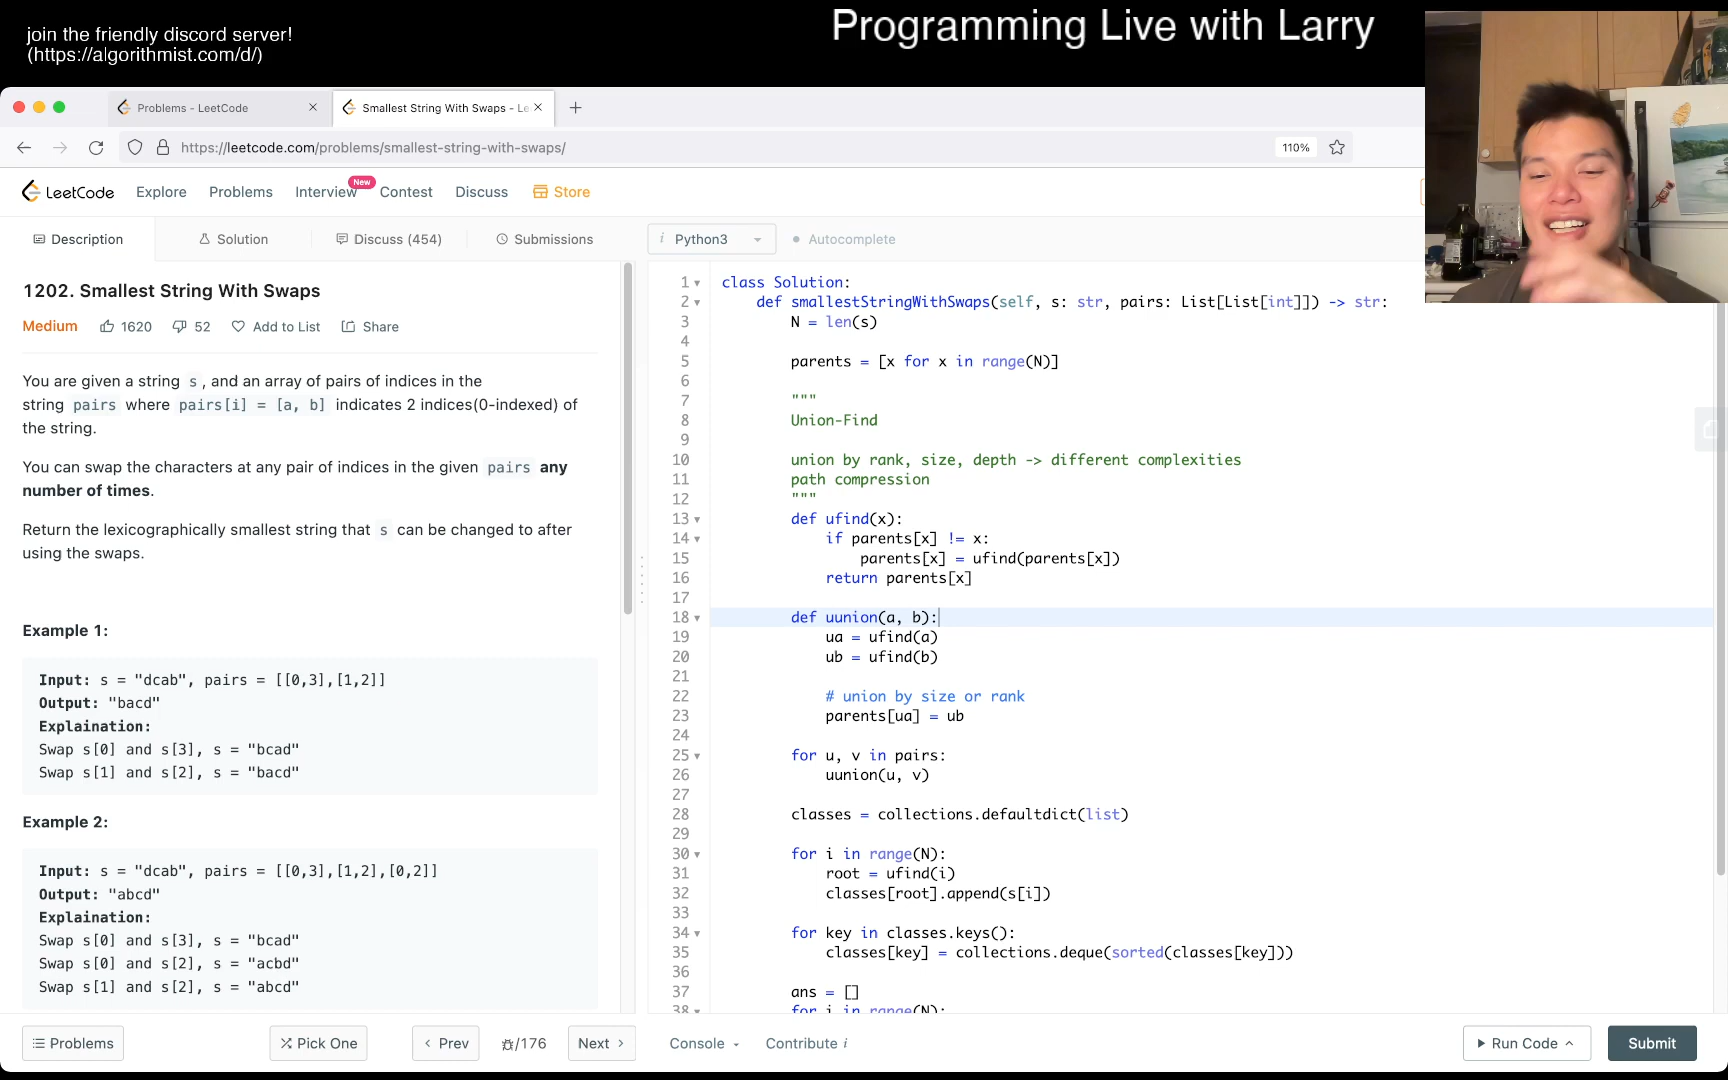 join the friendly discord server!
(https://algorithmist.com/d/)
Programming Live with Larry
Problems - LeetCode
Smallest String With Swaps - Le
https://leetcode.com/problems/smallest-string-with-swaps/
110%
LeetCode
Explore
Problems
Interview
New
Contest
Discuss
Store
Description
Solution
Discuss (454)
Submissions
i Python3
Autocomplete
1202. Smallest String With Swaps
Medium
1620
52
Add to List
Share
You are given a string s, and an array of pairs of indices in the
string pairs where pairs[i] = [a, b] indicates 2 indices(0-indexed) of
the string.
You can swap the characters at any pair of indices in the given pairs any
number of times.
Return the lexicographically smallest string that s can be changed to after
using the swaps.
Example 1:
Input: s = "dcab", pairs = [[0,3],[1,2]]
Output: "bacd"
Explaination:
Swap s[0] and s[3], s = "bcad"
Swap s[1] and s[2], s = "bacd"
Example 2:
Input: s = "dcab", pairs = [[0,3],[1,2],[0,2]]
Output: "abcd"
Explaination:
Swap s[0] and s[3], s = "bcad"
Swap s[0] and s[2], s = "acbd"
Swap s[1] and s[2], s = "abcd"
1 class Solution:
2 def smallestStringWithSwaps(self, s: str, pairs: List[List[int]]) -> str:
3 N = len(s)
4
5 parents = [x for x in range(N)]
6
7 """
8 Union-Find
9
10 union by rank, size, depth -> different complexities
11 path compression
12 """
13 def ufind(x):
14 if parents[x] != x:
15 parents[x] = ufind(parents[x])
16 return parents[x]
17
18 def uunion(a, b):
19 ua = ufind(a)
20 ub = ufind(b)
21
22 # union by size or rank
23 parents[ua] = ub
24
25 for u, v in pairs:
26 uunion(u, v)
27
28 classes = collections.defaultdict(list)
29
30 for i in range(N):
31 root = ufind(i)
32 classes[root].append(s[i])
33
34 for key in classes.keys():
35 classes[key] = collections.deque(sorted(classes[key]))
36
37 ans = []
38 for i in range(N):
Problems
Pick One
Prev
/176
Next
Console
Contribute i
Run Code
Submit